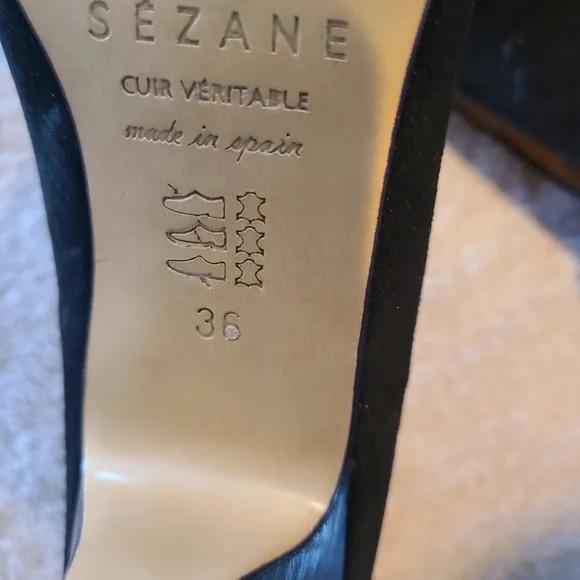 SÉZANE
CUIR VÉRITABLE
made in spain
36